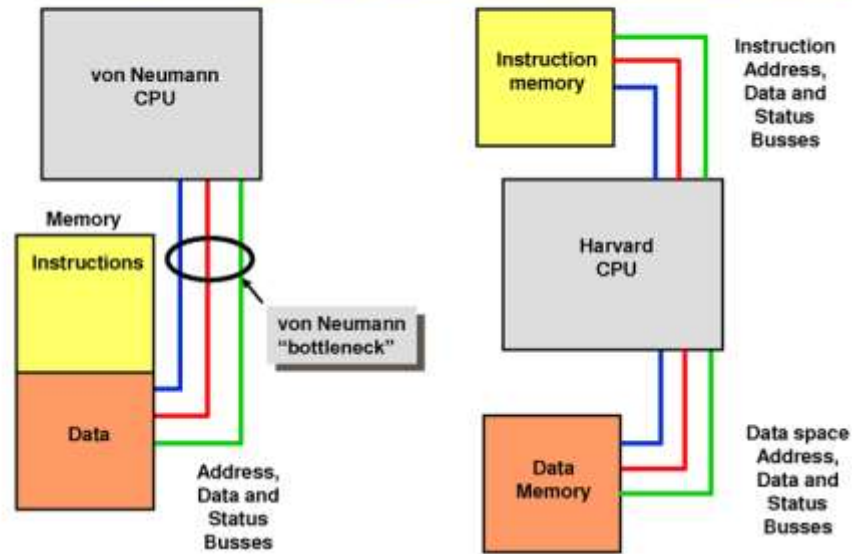 von Neumann
CPU
Memory
Instructions
Data
von Neumann
“bottleneck”
Address,
Data and
Status
Busses
Instruction
memory
Instruction
Address,
Data and
Status
Busses
Harvard
CPU
Data
Memory
Data space
Address,
Data and
Status
Busses